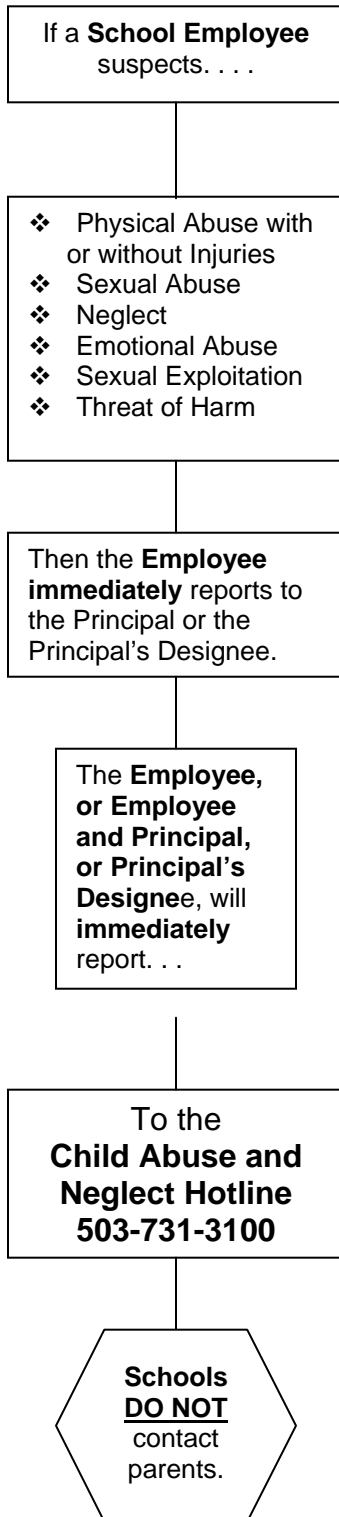 If a School Employee
suspects. . . .
❖ Physical Abuse with
or without Injuries
❖ Sexual Abuse
❖ Neglect
❖ Emotional Abuse
❖ Sexual Exploitation
❖ Threat of Harm
Then the Employee
immediately reports to
the Principal or the
Principal's Designee.
The Employee,
or Employee
and Principal,
or Principal's
Designee, will
immediately
report. . .
To the
Child Abuse and
Neglect Hotline
503-731-3100
Schools
DO NOT
contact
parents.